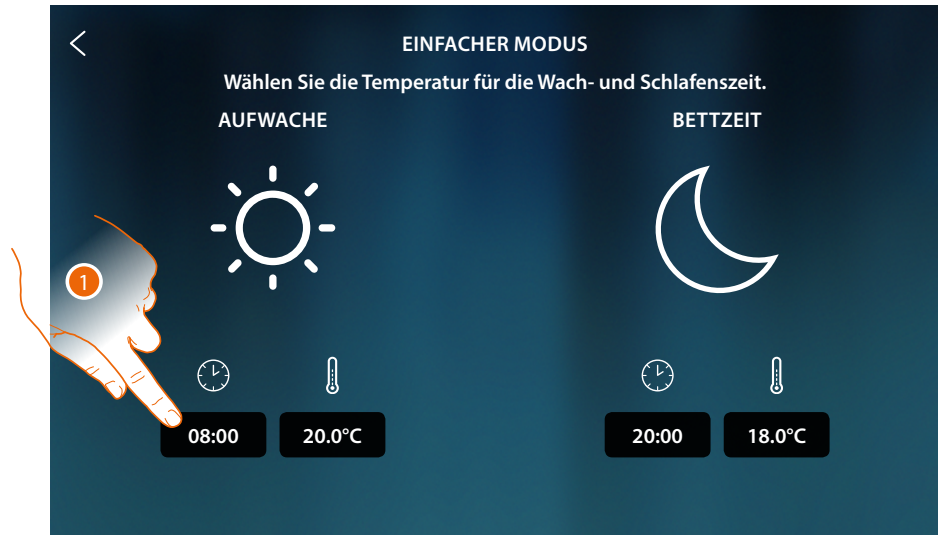 EINFACHER MODUS
Wählen Sie die Temperatur für die Wach- und Schlafenszeit.
AUFWACHE BETTZEIT
1
08:00 20.0°C 20:00 18.0°C